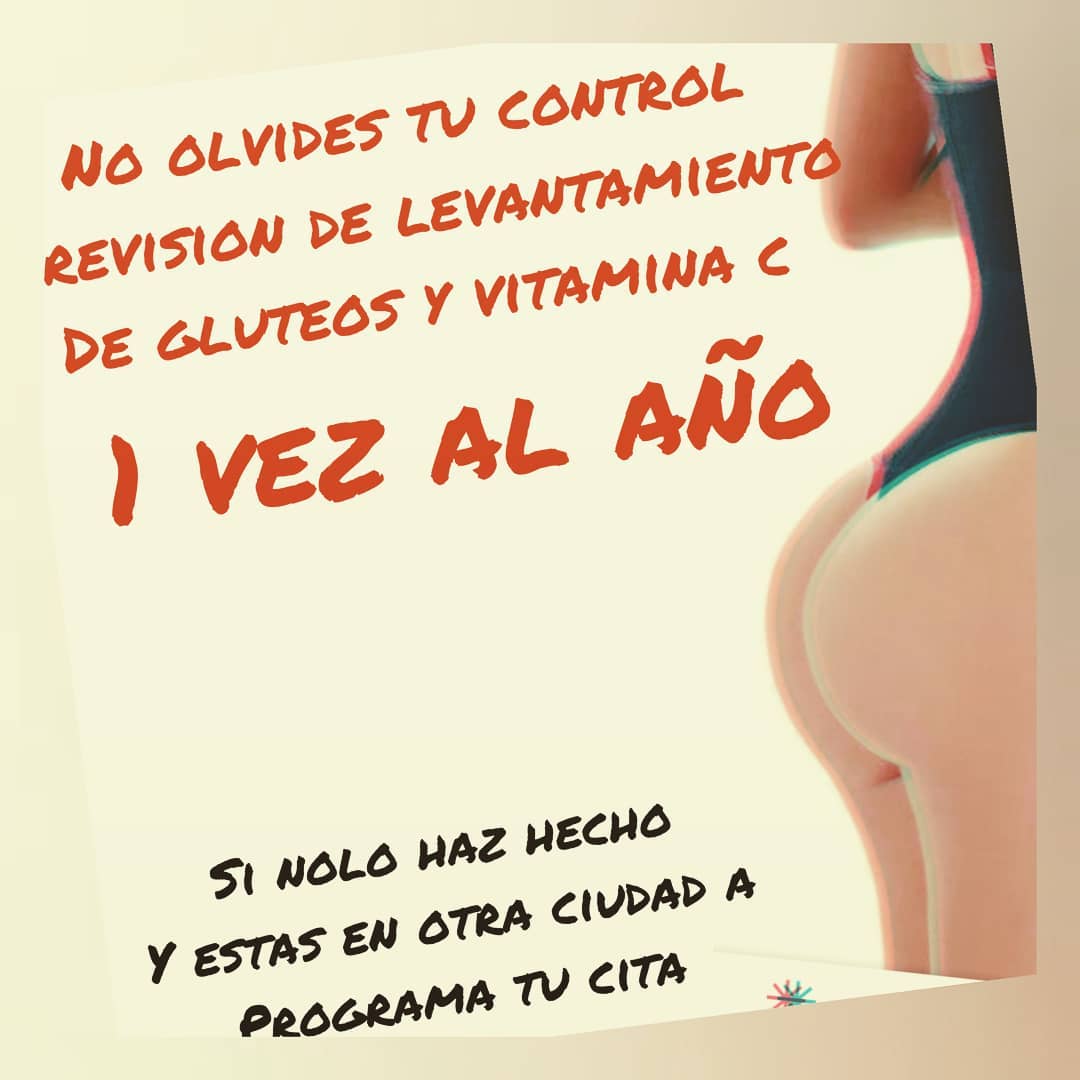 No olvides tu control
revision de levantamiento
de gluteos y vitamina c
1 vez al año
Si nolo haz hecho
y estas en otra ciudad a
Programa tu cita